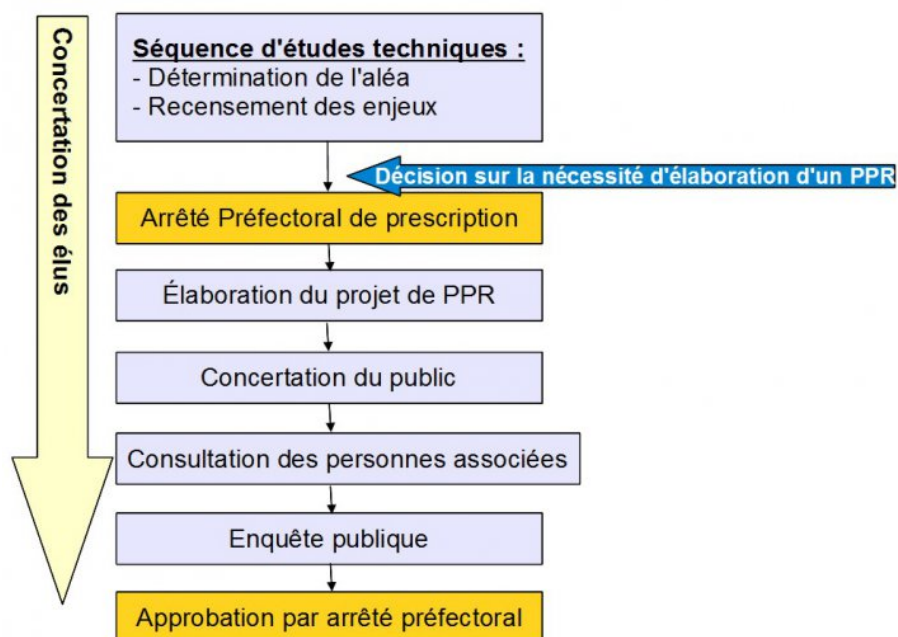 Concertation des élus
Séquence d'études techniques :
- Détermination de l'aléa
- Recensement des enjeux
Décision sur la nécessité d'élaboration d'un PPR
Arrêté Préfectoral de prescription
Élaboration du projet de PPR
Concertation du public
Consultation des personnes associées
Enquête publique
Approbation par arrêté préfectoral